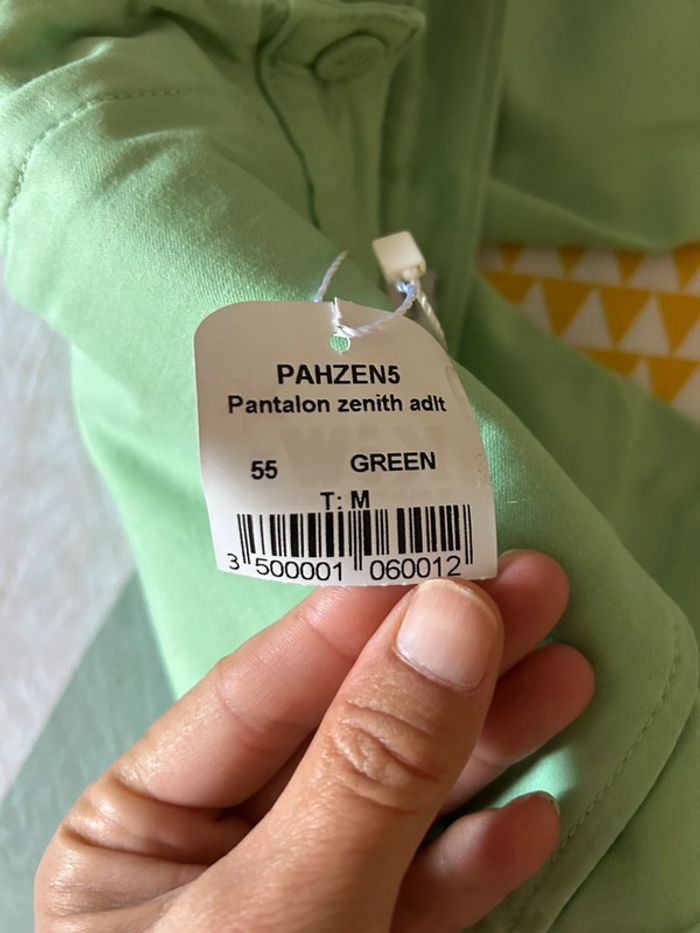 PAHZEN5
Pantalon zenith adlt
55 GREEN
T: M
3 500001 060012